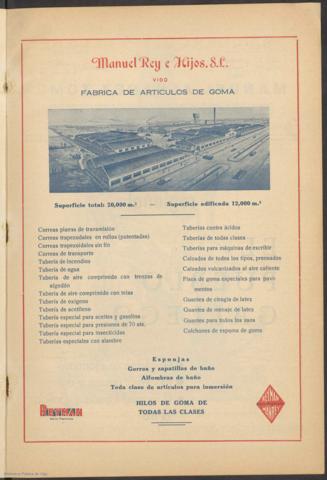 Manuel Rey e Hijos, S.L.
VIGO
FABRICA DE ARTICULOS DE GOMA
Superficie total: 20,000 m.² — Superficie edificada 12,000 m.²
Correas planas de transmisión
Correas trapezoidales en rollos (patentadas)
Correas trapezoidales sin fin
Correas de transporte
Tubería de incendios
Tubería de agua
Tubería de aire comprimido con trenzas de
algodón
Tubería de aire comprimido con telas
Tubería de oxígeno
Tubería de acetileno
Tubería especial para aceites y gasolina
Tubería especial para presiones de 70 ats.
Tubería especial para insecticidas
Tuberías especiales con alambre
Tuberías contra ácidos
Tuberías de todas clases
Tuberías para máquinas de escribir
Calzados de todos los tipos, prensados
Calzados vulcanizados al aire caliente
Placa de goma especiales para pavi
mentos
Guantes de cirugía de latex
Guantes de menaje de latex
Guantes para todos los usos
Colchones de espuma de goma
Esponjas
Gorros y zapatillas de baño
Alfombras de baño
Toda clase de artículos para inmersión
HILOS DE GOMA DE
TODAS LAS CLASES
REYMAN